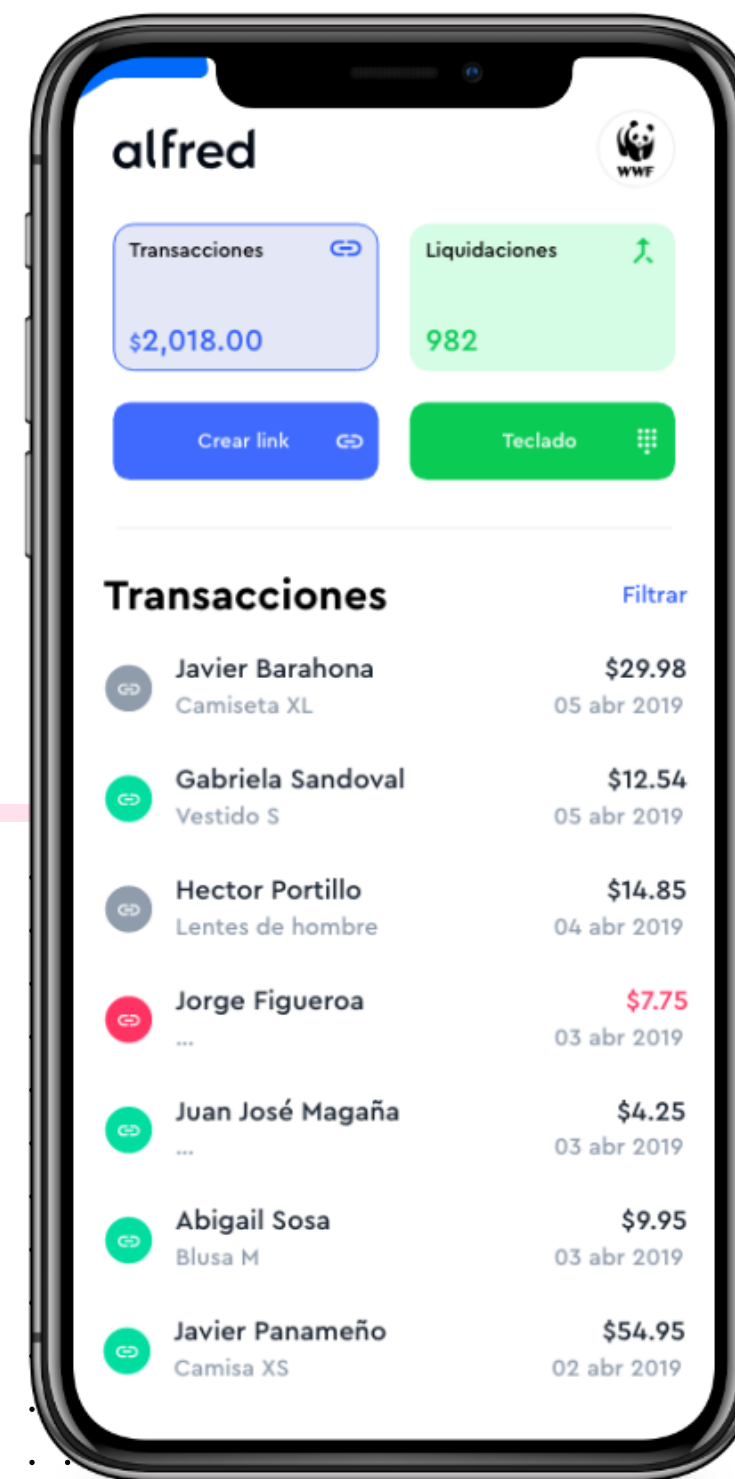 alfred
WWF
Transacciones
$2,018.00
Liquidaciones
982
Crear link
Teclado
Transacciones
Filtrar
Javier Barahona
$29.98
Camiseta XL
05 abr 2019
Gabriela Sandoval
$12.54
Vestido S
05 abr 2019
Hector Portillo
$14.85
Lentes de hombre
04 abr 2019
Jorge Figueroa
$7.75
...
03 abr 2019
Juan José Magaña
$4.25
...
03 abr 2019
Abigail Sosa
$9.95
Blusa M
03 abr 2019
Javier Panameño
$54.95
Camisa XS
02 abr 2019